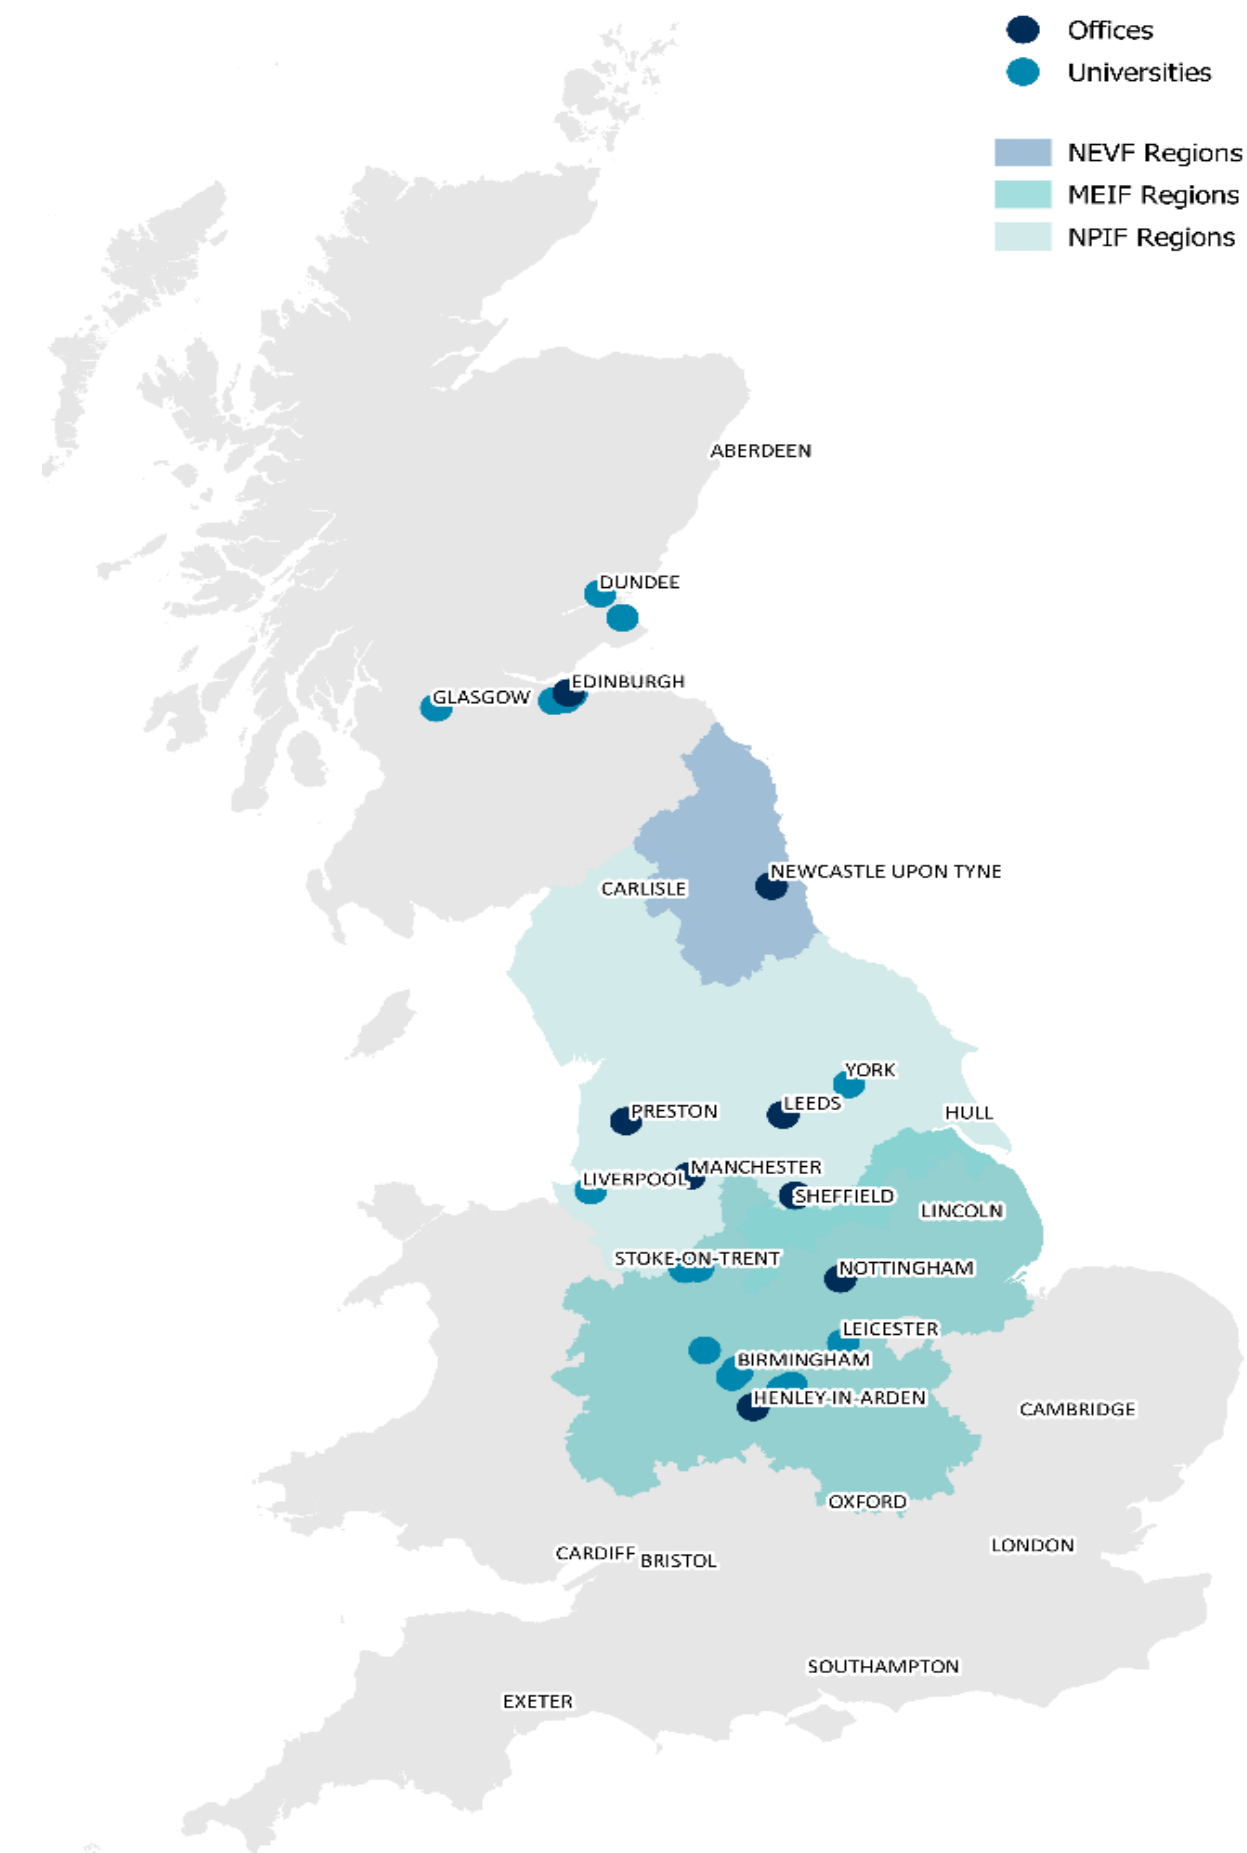 Offices
Universities
NEVF Regions
MEIF Regions
NPIF Regions
ABERDEEN
DUNDEE
EDINBURGH
GLASGOW
NEWCASTLE UPON TYNE
CARLISLE
YORK
LEEDS
PRESTON
HULL
MANCHESTER
LIVERPOOL
SHEFFIELD
LINCOLN
STOKE-ON-TRENT
NOTTINGHAM
LEICESTER
BIRMINGHAM
HENLEY-IN-ARDEN
CAMBRIDGE
OXFORD
LONDON
CARDIFF
BRISTOL
SOUTHAMPTON
EXETER